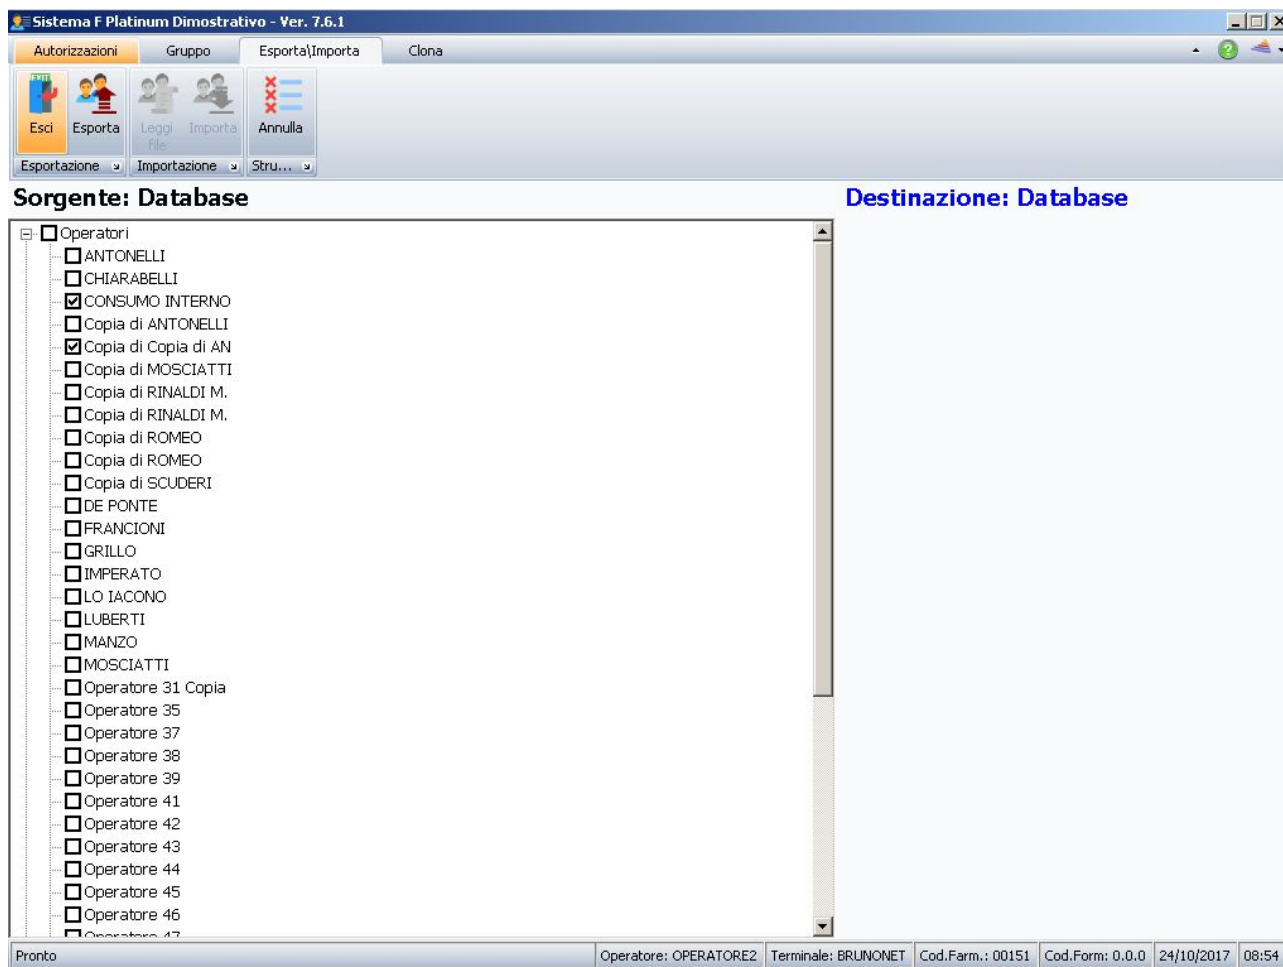 Sistema F Platinum Dimostrativo - Ver. 7.6.1
Autorizzazioni Gruppo Esporta\Importa Clona
EXIT
Esci Esporta Leggi file Importa Annulla
Esportazione Importazione Stru...
Sorgente: Database Destinazione: Database
Operatori
ANTONELLI
CHIARABELLI
CONSUMO INTERNO
Copia di ANTONELLI
Copia di Copia di AN
Copia di MOSCIATTI
Copia di RINALDI M.
Copia di RINALDI M.
Copia di ROMEO
Copia di ROMEO
Copia di SCUDERI
DE PONTE
FRANCIONI
GRILLO
IMPERATO
LO IACONO
LUBERTI
MANZO
MOSCIATTI
Operatore 31 Copia
Operatore 35
Operatore 37
Operatore 38
Operatore 39
Operatore 41
Operatore 42
Operatore 43
Operatore 44
Operatore 45
Operatore 46
Operatore 47
Pronto Operatore: OPERATORE2 Terminale: BRUNONET Cod.Farm.: 00151 Cod.Form: 0.0.0 24/10/2017 08:54